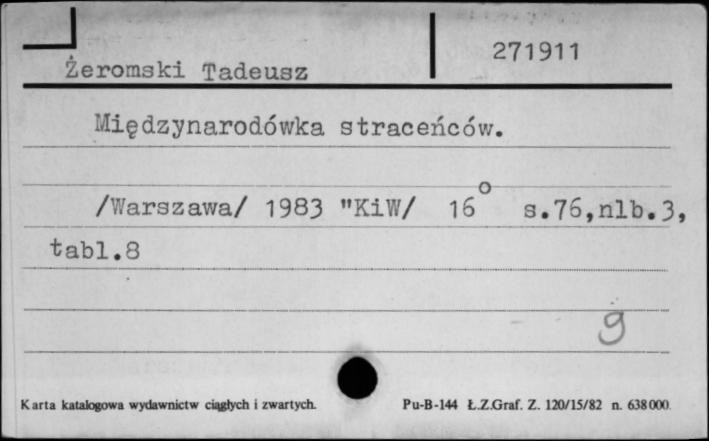 Żeromski Tadeusz 271911
Międzynarodówka straceńców.
/Warszawa/ 1983 "KiW/ 16° s.76,nlb.3,
tabl.8
9
Karta katalogowa wydawnictw ciągłych i zwartych. Pu-B-144 Ł.Z.Graf. Z. 120/15/82 n. 638000.